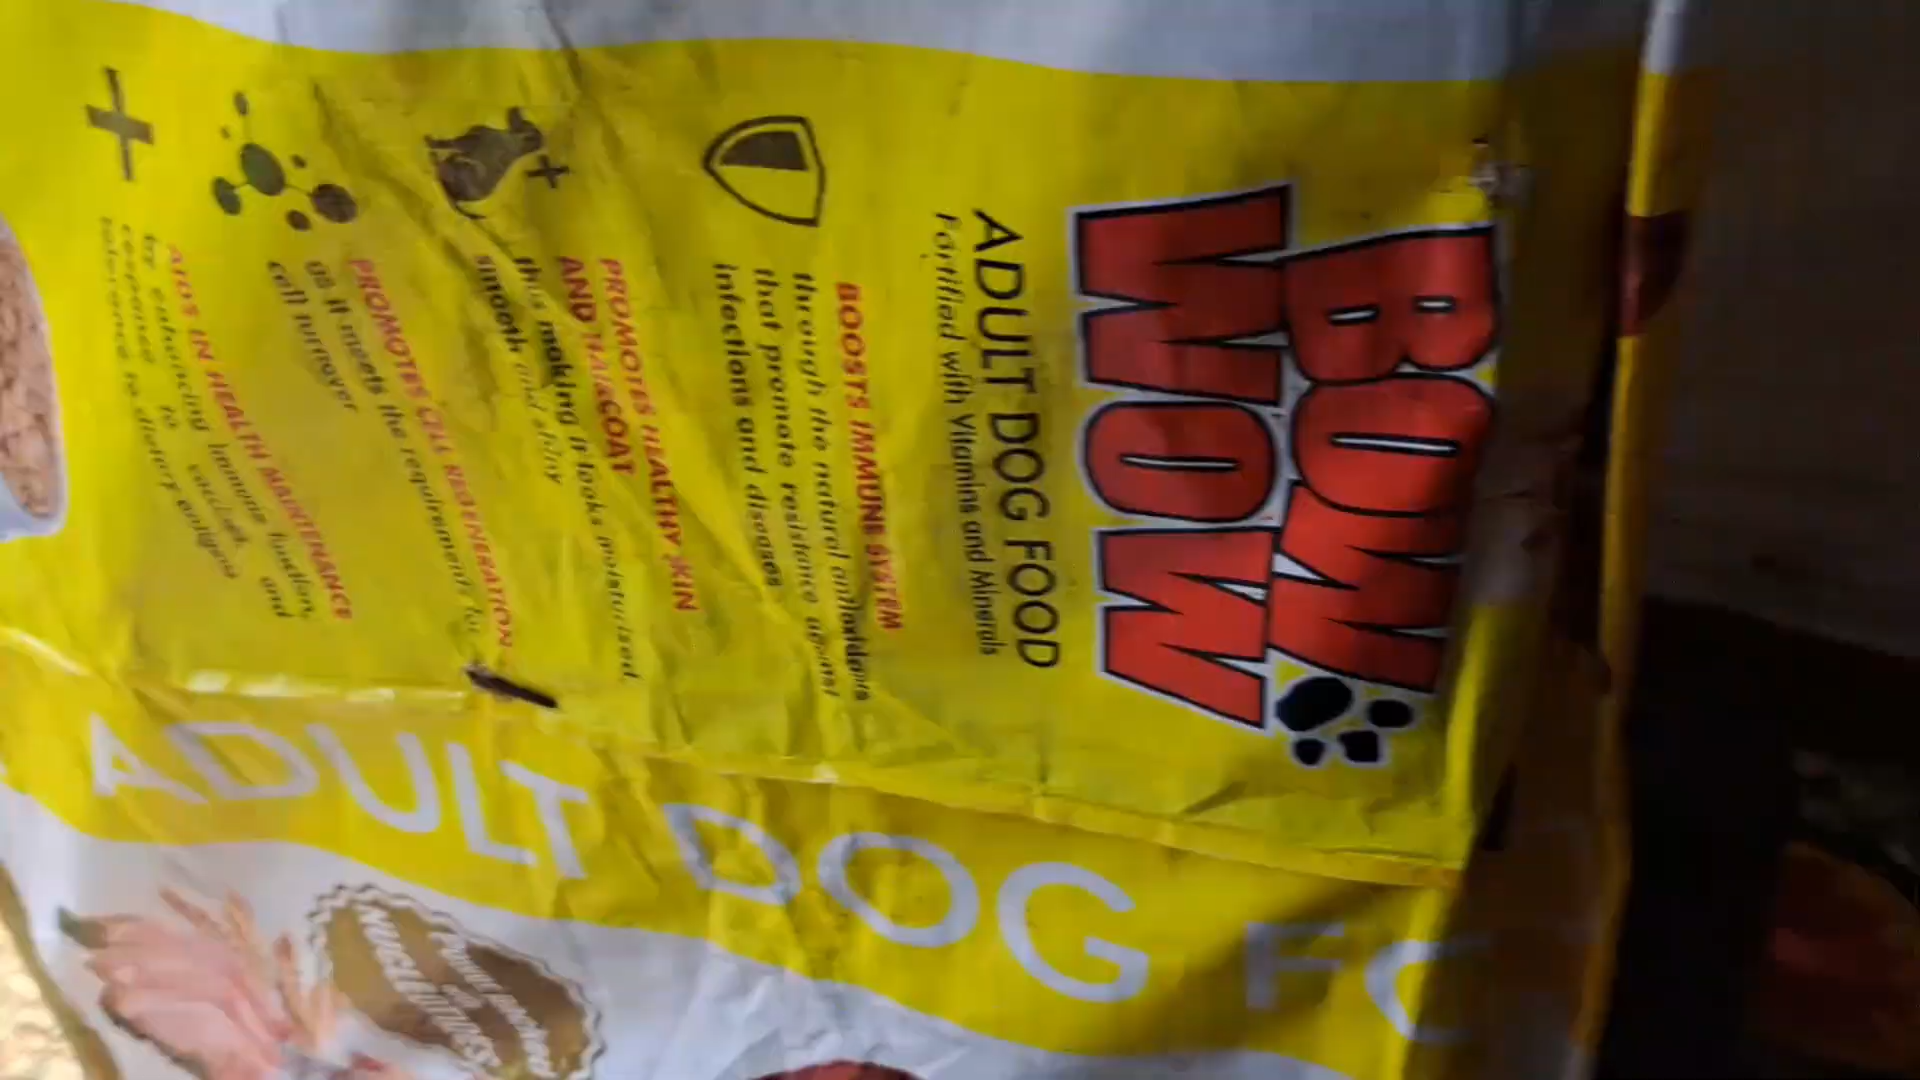 BOW
WOW
ADULT DOG FOOD
Fortified with Vitamins and Minerals
BOOSTS IMMUNE SYSTEM
through the natural antioxidants
that promote resistance against
infections and diseases
PROMOTES HEALTHY SKIN
AND HAIRCOAT
thus making it looks moisturized
smooth and shiny
PROMOTES CELL REGENERATION
as it meets the requirement for
cell turnover
AIDS IN HEALTH MAINTENANCE
by enhancing immune function,
response to vaccine, and
tolerance to dietary antigens
ADULT DOG FO
NUCLEOTIDES